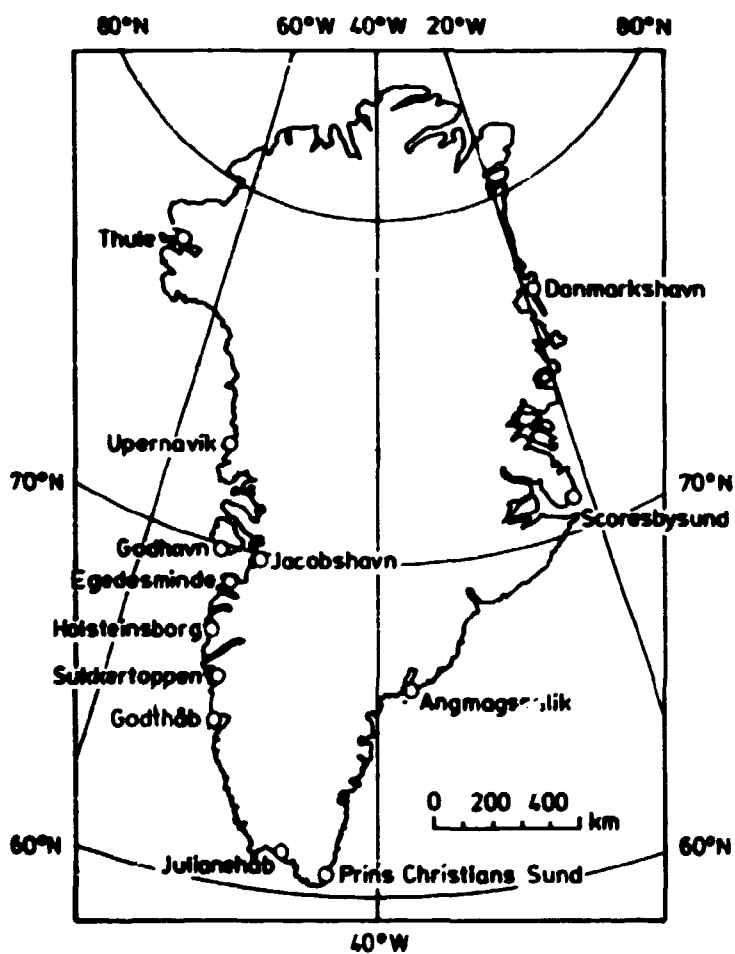 80°N 60°W 40°W 20°W 80°N
Thule
Danmarkshavn
Upernavik
70°N 70°N
Scoresbysund
Godhavn
Jacobshavn
Egedesminde
Holsteinsborg
Sukkertoppen
Godthåb
0 200 400
km
60°N 60°N
Julianehåb
Prins Christians Sund
40°W